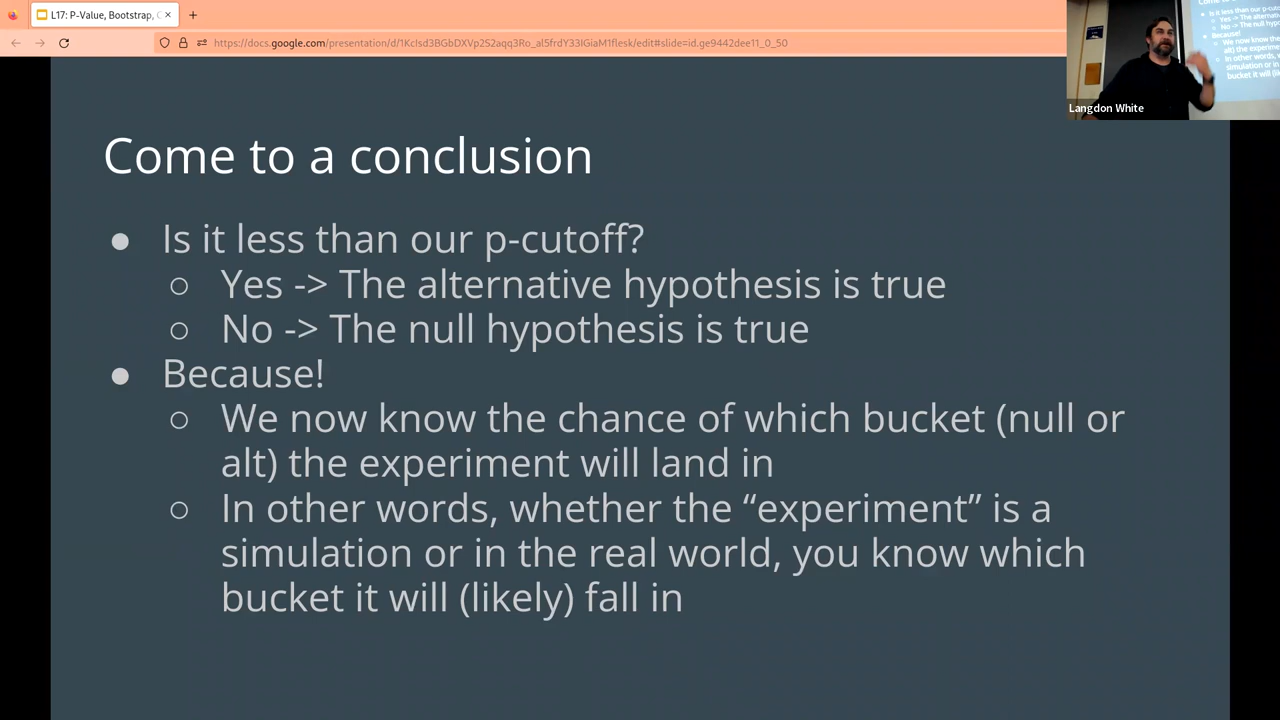 L17: P-Value, Bootstrap,
https://docs.google.com/presentation/d/1KcIsd3BGbDXVp2S2aqq3Ro_al5frdY33IGiaM1flesk/edit#slide=id.ge9442dee11_0_50
Langdon White
Come to a conclusion
● Is it less than our p-cutoff?
○ Yes -> The alternative hypothesis is true
○ No -> The null hypothesis is true
● Because!
○ We now know the chance of which bucket (null or
alt) the experiment will land in
○ In other words, whether the “experiment” is a
simulation or in the real world, you know which
bucket it will (likely) fall in